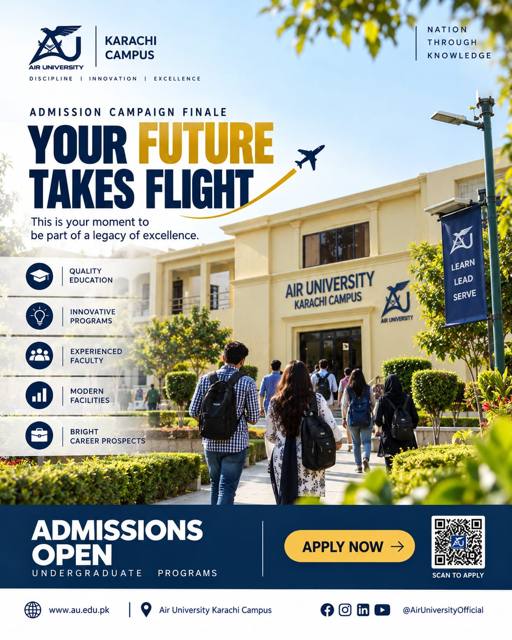 AU
AIR UNIVERSITY
KARACHI
CAMPUS
DISCIPLINE | INNOVATION | EXCELLENCE
NATION
THROUGH
KNOWLEDGE
ADMISSION CAMPAIGN FINALE
YOUR FUTURE
TAKES FLIGHT
This is your moment to
be part of a legacy of excellence.
QUALITY
EDUCATION
INNOVATIVE
PROGRAMS
EXPERIENCED
FACULTY
MODERN
FACILITIES
BRIGHT
CAREER PROSPECTS
AIR UNIVERSITY
KARACHI CAMPUS
AU
AIR UNIVERSITY
AU
LEARN
LEAD
SERVE
ADMISSIONS
OPEN
UNDERGRADUATE PROGRAMS
APPLY NOW →
SCAN TO APPLY
www.au.edu.pk
Air University Karachi Campus
@AirUniversityOfficial